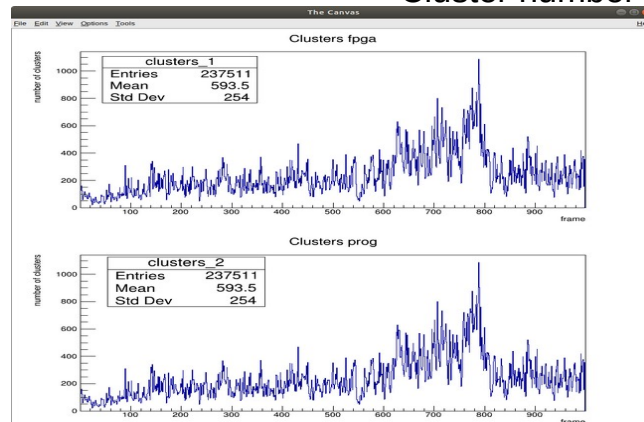 The Canvas
File Edit View Options Tools
Clusters fpga
number of clusters
clusters_1
Entries 237511
Mean 593.5
Std Dev 254
1000
800
600
400
200
0
100 200 300 400 500 600 700 800 900
frame
Clusters prog
number of clusters
clusters_2
Entries 237511
Mean 593.5
Std Dev 254
1000
800
600
400
200
0
100 200 300 400 500 600 700 800 900
frame